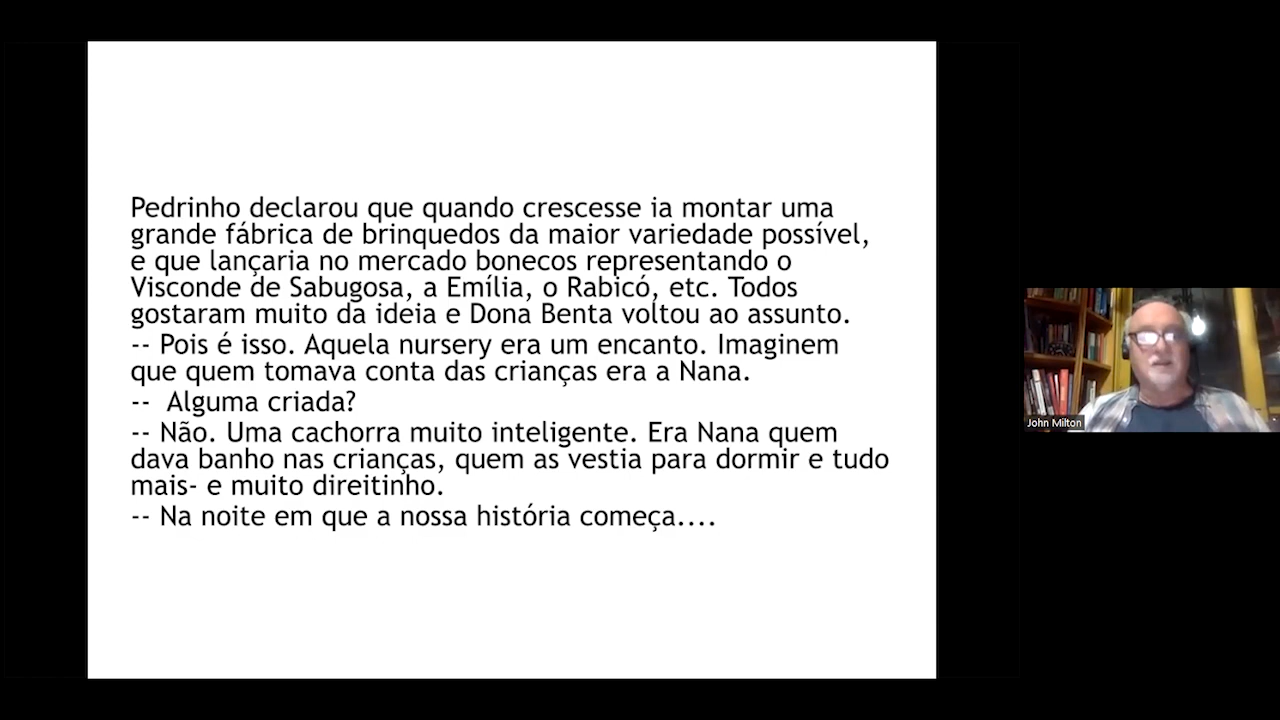 Pedrinho declarou que quando crescesse ia montar uma
grande fábrica de brinquedos da maior variedade possível,
e que lançaria no mercado bonecos representando o
Visconde de Sabugosa, a Emília, o Rabicó, etc. Todos
gostaram muito da ideia e Dona Benta voltou ao assunto.
-- Pois é isso. Aquela nursery era um encanto. Imaginem
que quem tomava conta das crianças era a Nana.
-- Alguma criada?
-- Não. Uma cachorra muito inteligente. Era Nana quem
dava banho nas crianças, quem as vestia para dormir e tudo
mais- e muito direitinho.
-- Na noite em que a nossa história começa....
John Milton